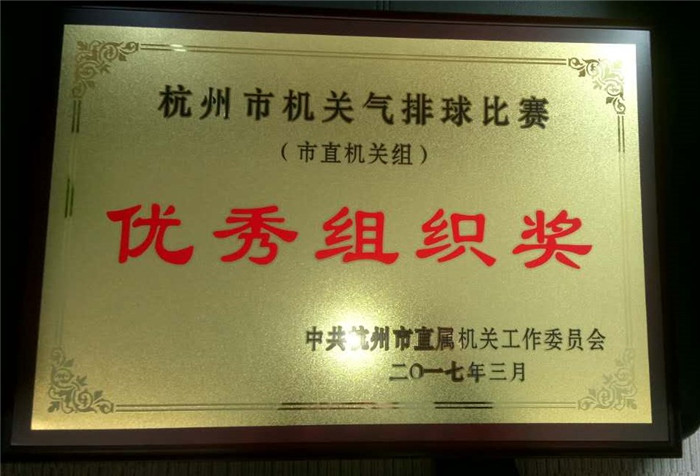 杭州市机关气排球比赛
（市直机关组）
优秀组织奖
中共杭州市直属机关工作委员会
二〇一七年三月